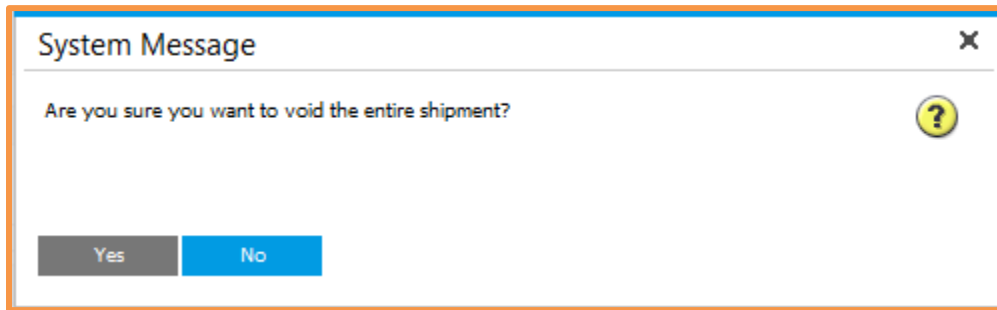 System Message
Are you sure you want to void the entire shipment?
?
Yes No